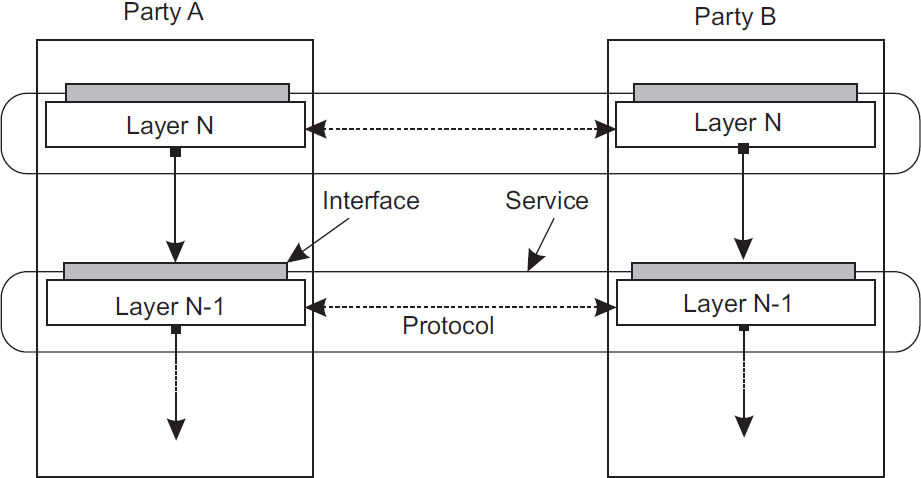 Party A
Party B
Layer N
Layer N
Interface
Service
Layer N-1
Layer N-1
Protocol